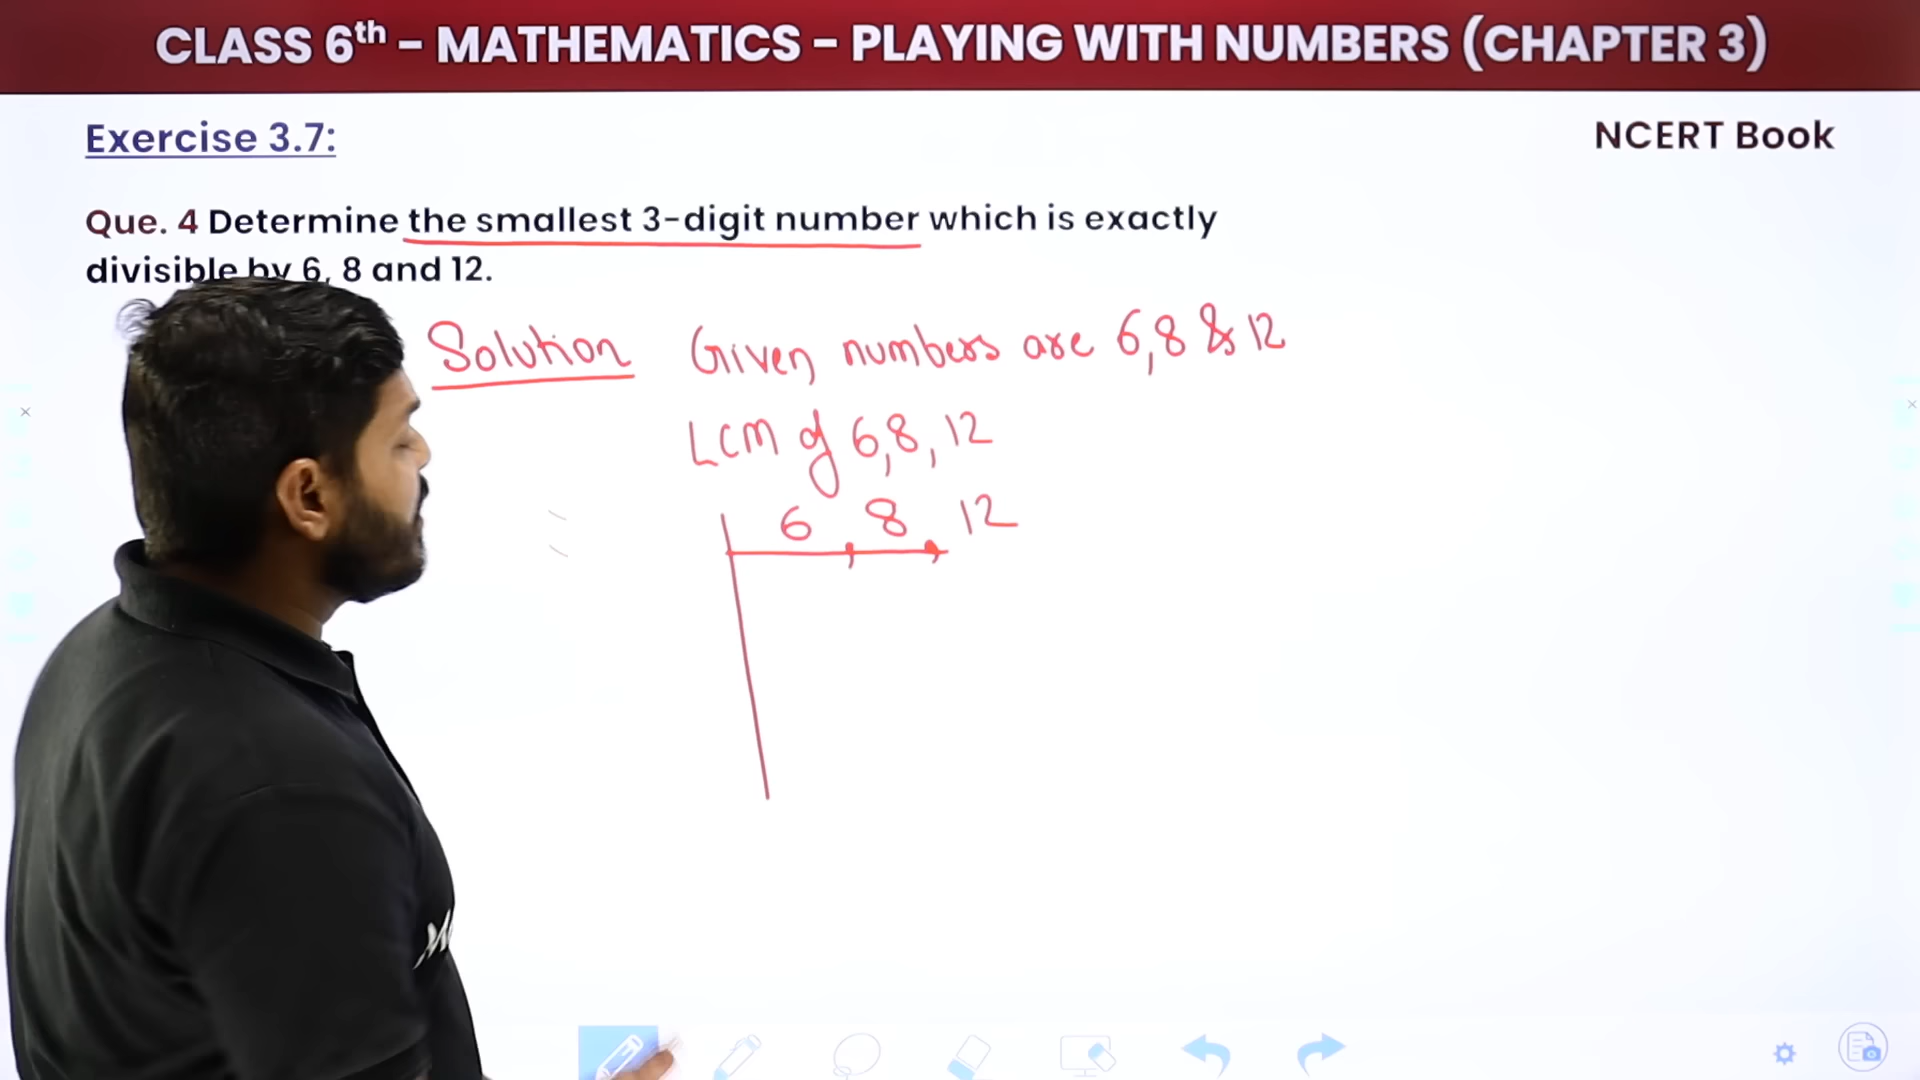 CLASS 6th – MATHEMATICS – PLAYING WITH NUMBERS (CHAPTER 3)
Exercise 3.7:
NCERT Book
Que. 4 Determine the smallest 3-digit number which is exactly
divisible by 6, 8 and 12.
Solution Given numbers are 6,8 & 12
LCM of 6,8,12
6, 8, 12